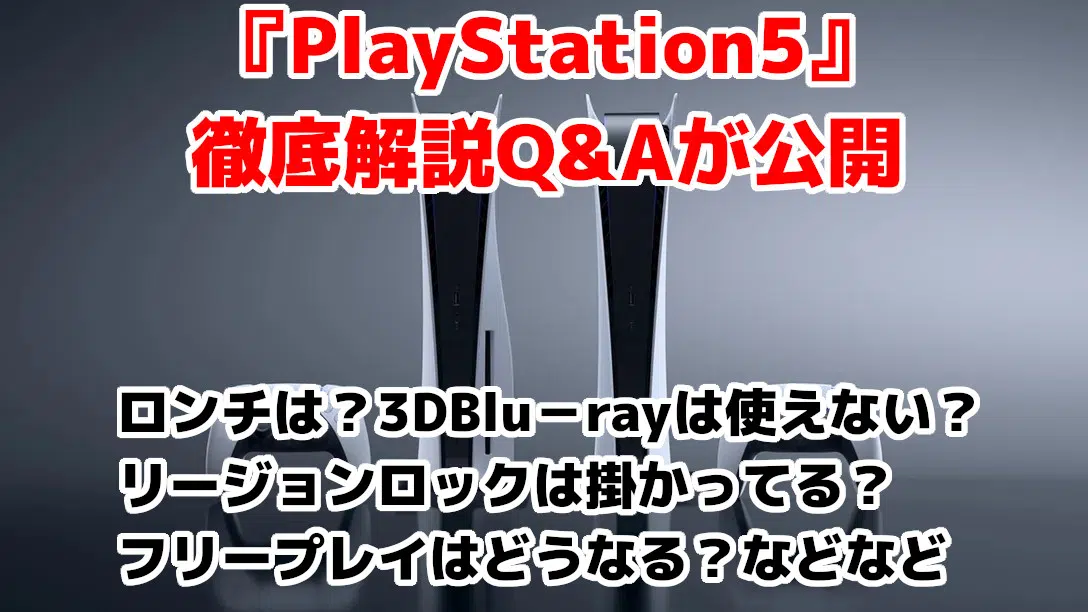 『PlayStation5』
徹底解説Q&Aが公開
ロンチは？3DBlu－rayは使えない？
リージョンロックは掛かってる？
フリープレイはどうなる？などなど